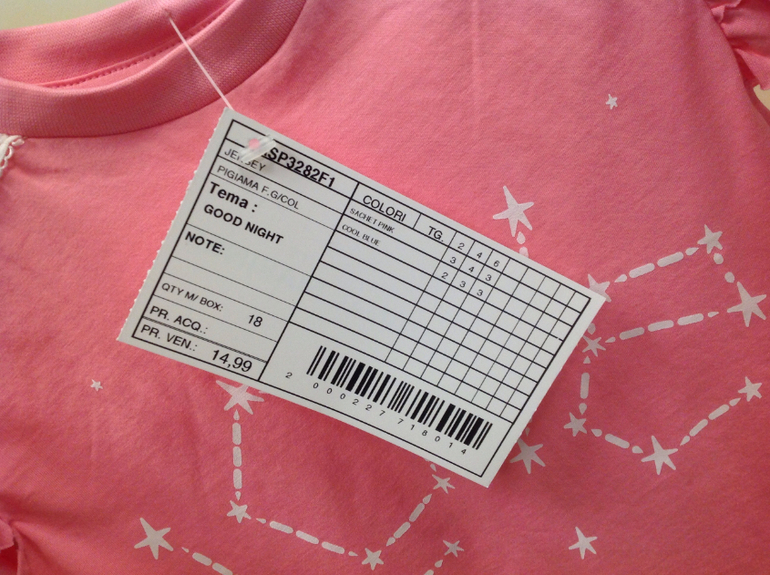 SP3282F1
JERSEY
PIGIAMA F.G/COL
Tema :
GOOD NIGHT
NOTE:
QTY M/ BOX: 18
PR. ACQ.:
PR. VEN.: 14,99
COLORI TG. 2 4 6
SACHET PINK 3 4 3
COOL BLUE 2 3 3
2 000227 718014